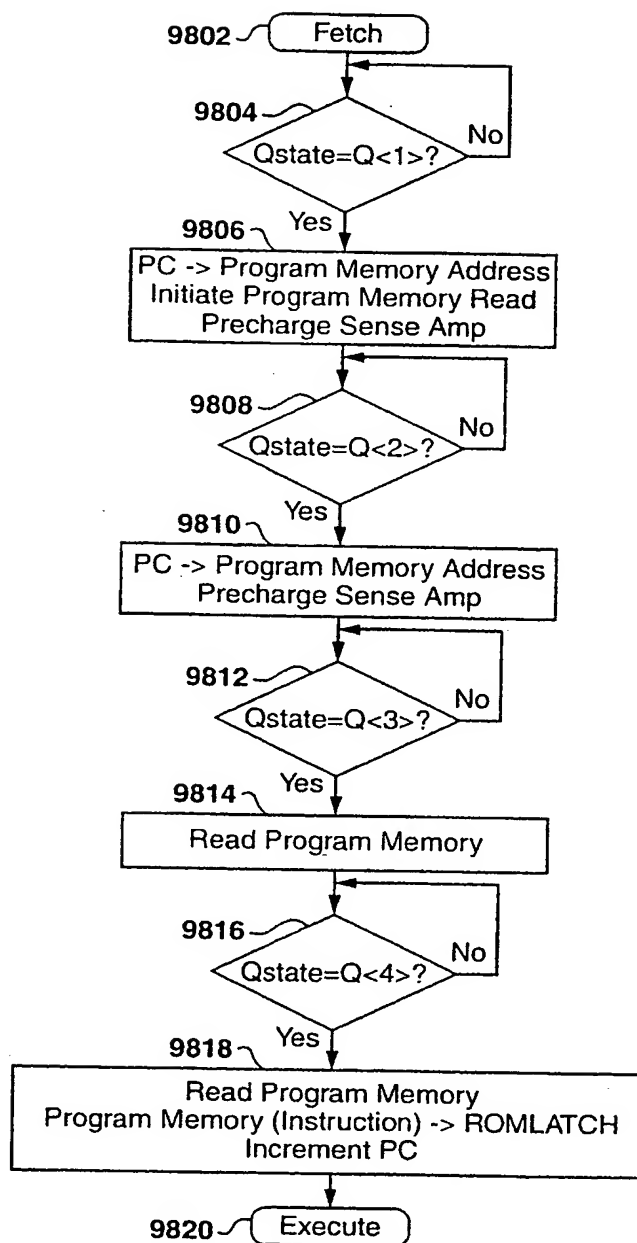 9802
Fetch
9804
Qstate=Q<1>?
No
Yes
9806
PC -> Program Memory Address
Initiate Program Memory Read
Precharge Sense Amp
9808
Qstate=Q<2>?
No
Yes
9810
PC -> Program Memory Address
Precharge Sense Amp
9812
Qstate=Q<3>?
No
Yes
9814
Read Program Memory
9816
Qstate=Q<4>?
No
Yes
9818
Read Program Memory
Program Memory (Instruction) -> ROMLATCH
Increment PC
9820
Execute